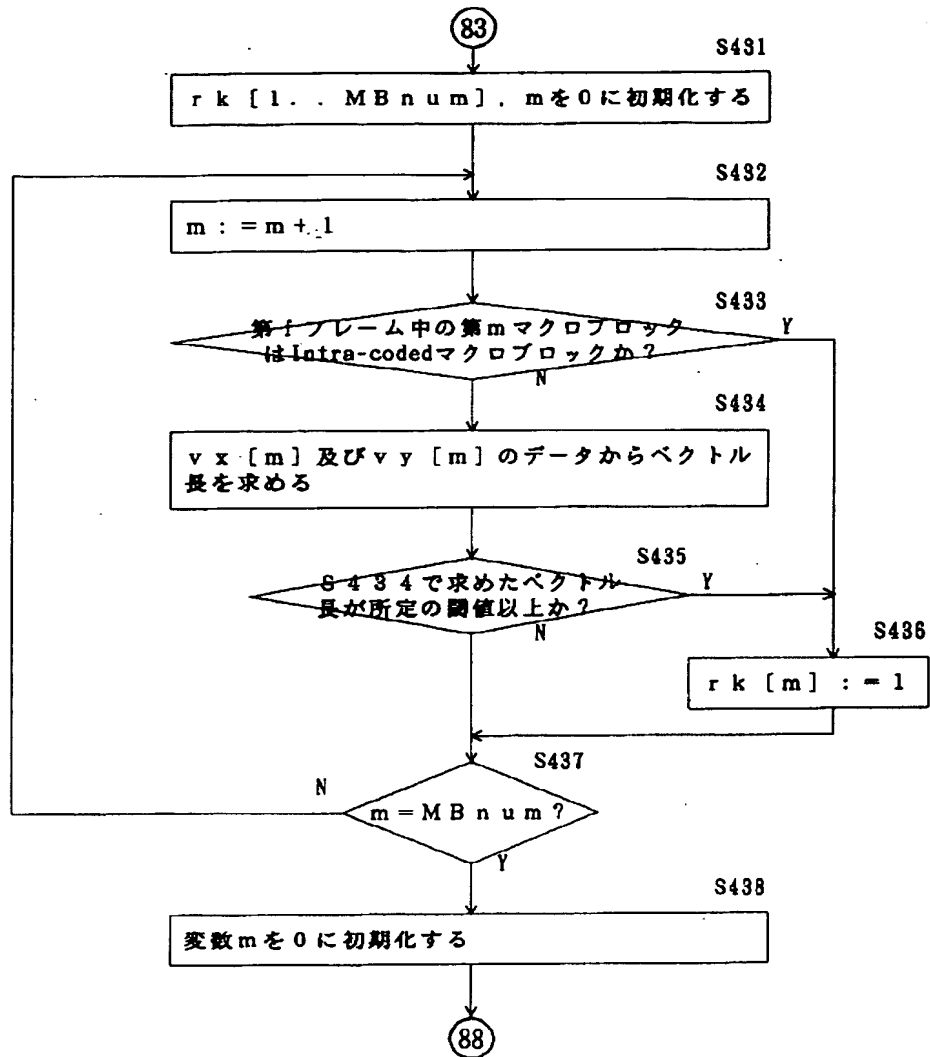 83
S431
rk[1..MBnum],mを0に初期化する
S432
m:=m+1
S433
第fフレーム中の第mマクロブロック
はIntra-codedマクロブロックか?
Y
N
S434
vx[m]及びvy[m]のデータからベクトル
長を求める
S435
S434で求めたベクトル
長が所定の閾値以上か?
Y
N
S436
rk[m]:=1
S437
N
m=MBnum?
Y
S438
変数mを0に初期化する
88